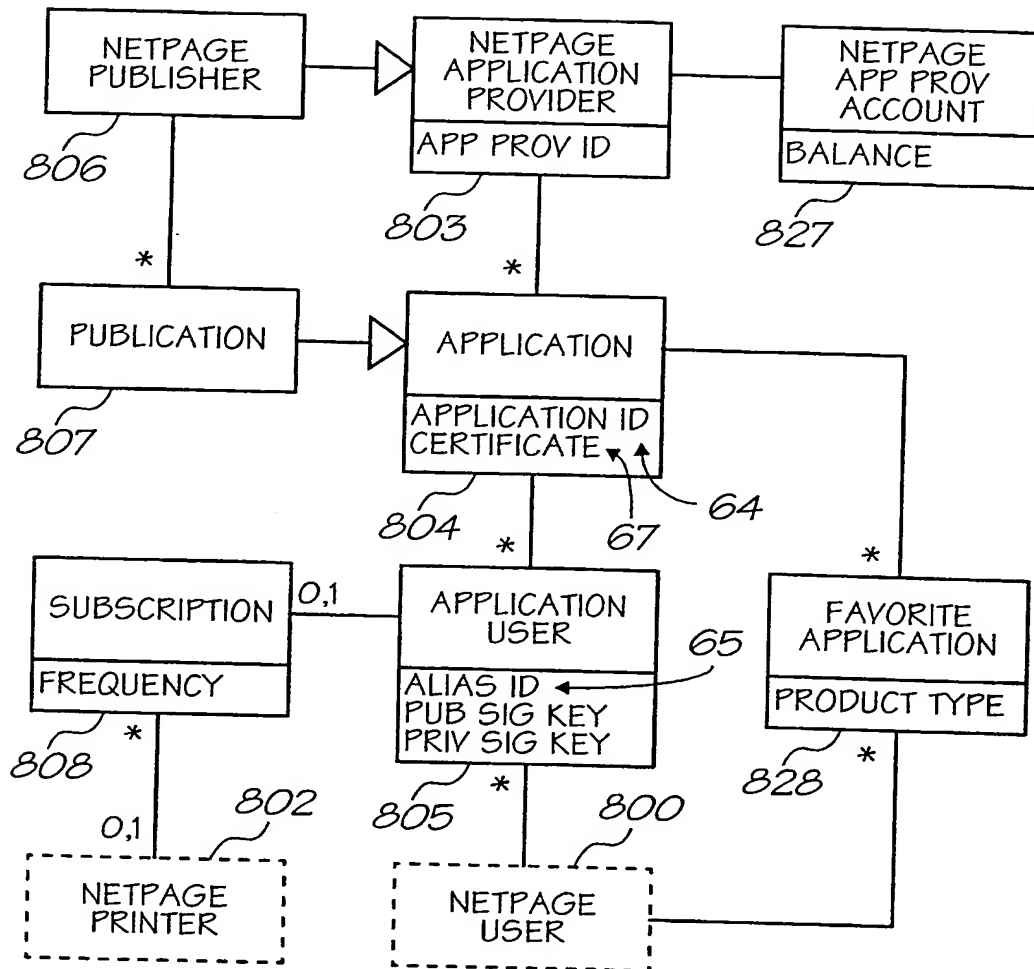 NETPAGE
PUBLISHER
806
NETPAGE
APPLICATION
PROVIDER
APP PROV ID
803
NETPAGE
APP PROV
ACCOUNT
BALANCE
827
*
*
PUBLICATION
807
APPLICATION
APPLICATION ID
CERTIFICATE
804
67
64
*
*
SUBSCRIPTION
FREQUENCY
808
0,1
APPLICATION
USER
ALIAS ID
PUB SIG KEY
PRIV SIG KEY
805
65
FAVORITE
APPLICATION
PRODUCT TYPE
828
*
*
*
0,1
802
NETPAGE
PRINTER
800
NETPAGE
USER